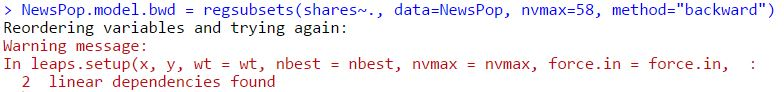 > NewsPop.model.bwd = regsubsets(shares~., data=NewsPop, nvmax=58, method="backward")
Reordering variables and trying again:
Warning message:
In leaps.setup(x, y, wt = wt, nbest = nbest, nvmax = nvmax, force.in = force.in,  :
  2  linear dependencies found